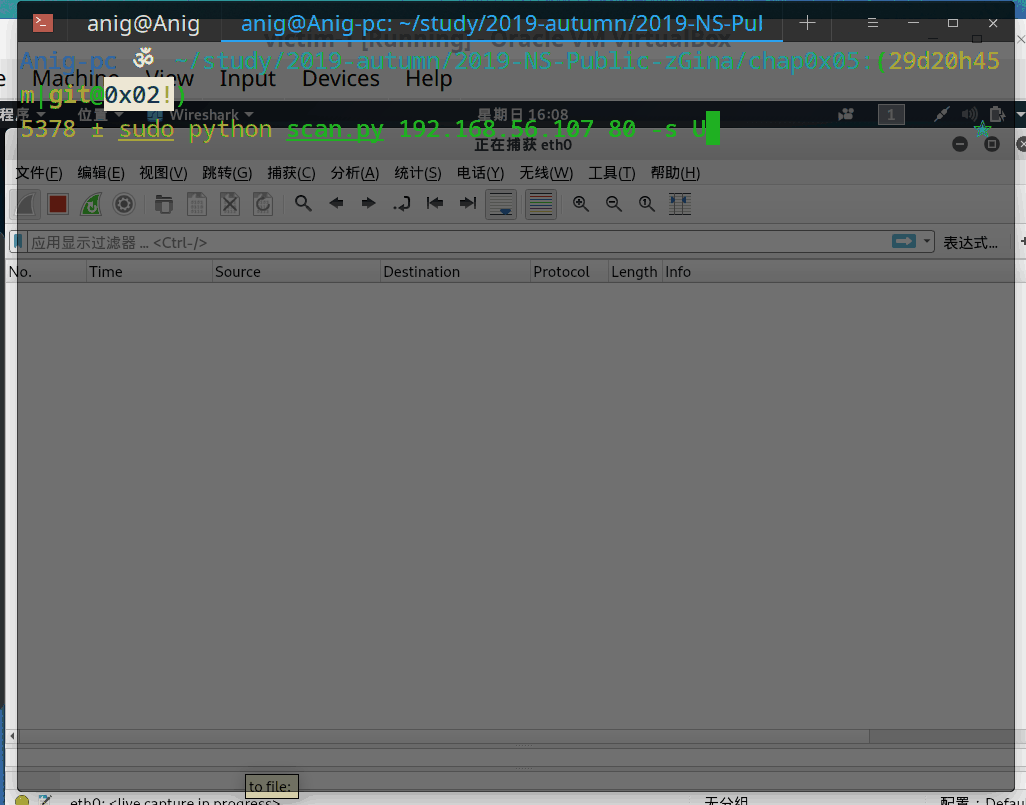 anig@Anig
anig@Anig-pc: ~/study/2019-autumn/2019-NS-Pul
Victim-1 [Running] - Oracle VM VirtualBox
Anig-pc ॐ ~/study/2019-autumn/2019-NS-Public-zGina/chap0x05:(29d20h45
Machine View Input Devices Help
m|git@0x02!)
程序 位置 Wireshark 星期日 16:08 1
5378 ± sudo python scan.py 192.168.56.107 80 -s U
正在捕获 eth0
文件(F) 编辑(E) 视图(V) 跳转(G) 捕获(C) 分析(A) 统计(S) 电话(Y) 无线(W) 工具(T) 帮助(H)
应用显示过滤器 … <Ctrl-/> 表达式… +
No. Time Source Destination Protocol Length Info
to file:
eth0: <live capture in progress> 无分组 配置：Defau